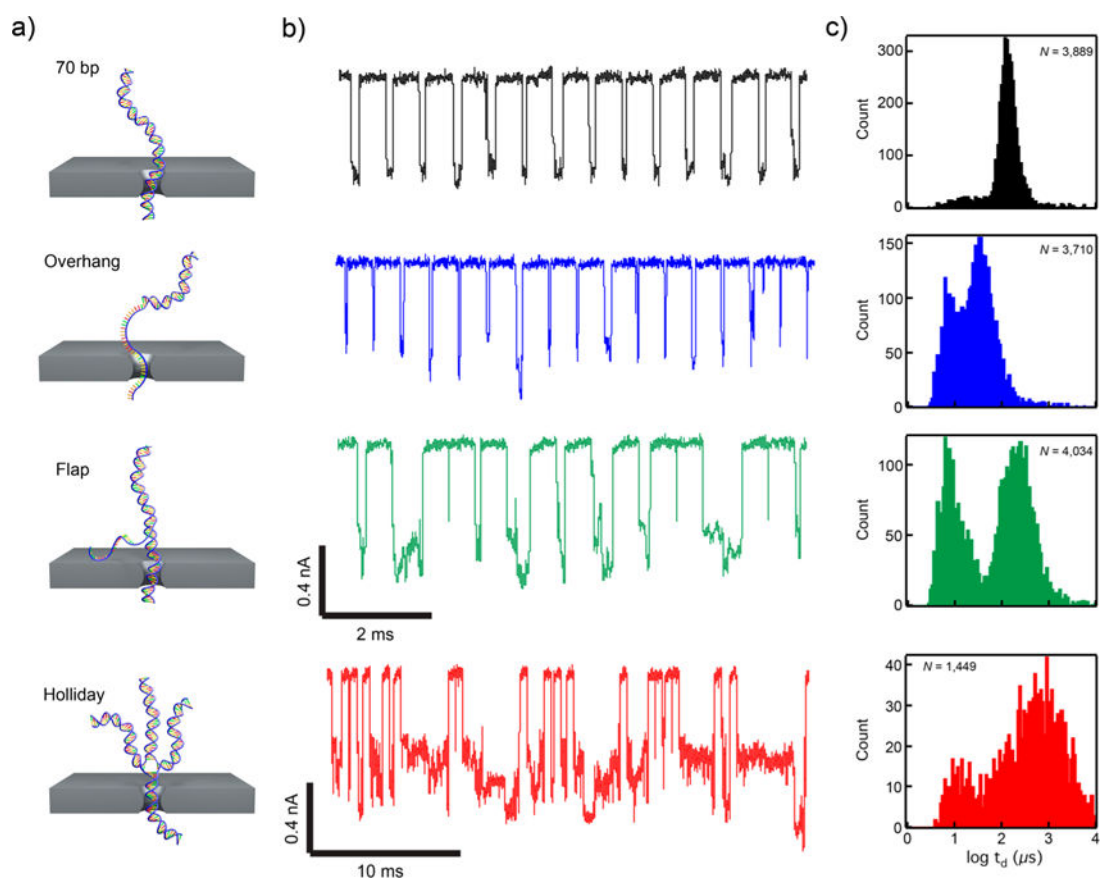 a)
b)
c)
70 bp
N = 3,889
300
200
100
0
Count
Overhang
N = 3,710
150
100
50
0
Count
Flap
0.4 nA
2 ms
N = 4,034
100
50
0
Count
Holliday
0.4 nA
10 ms
N = 1,449
40
30
20
10
0
Count
0 1 2 3 4
log td (μs)